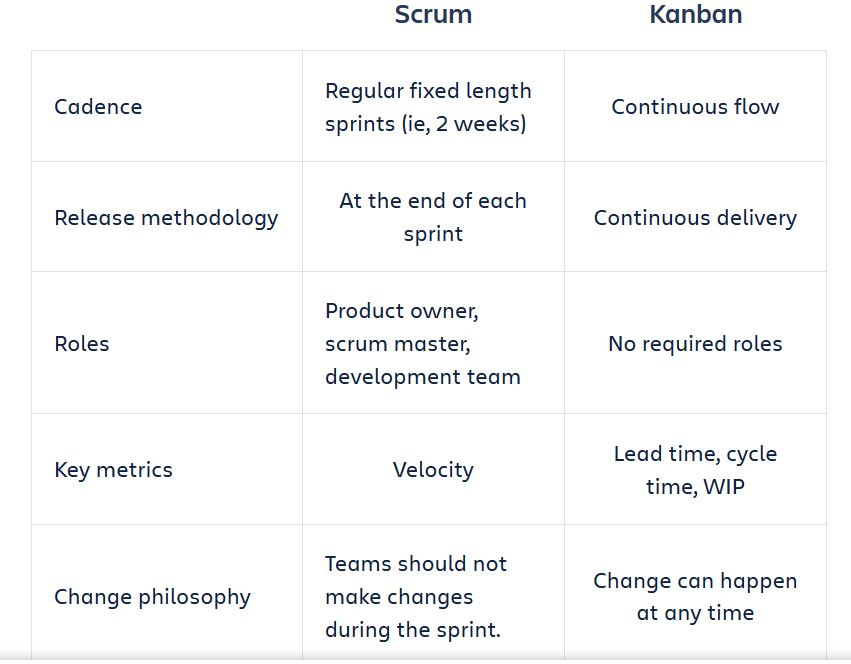 Scrum Kanban
Cadence
Regular fixed length
sprints (ie, 2 weeks)
Continuous flow
Release methodology
At the end of each
sprint
Continuous delivery
Roles
Product owner,
scrum master,
development team
No required roles
Key metrics
Velocity
Lead time, cycle
time, WIP
Change philosophy
Teams should not
make changes
during the sprint.
Change can happen
at any time